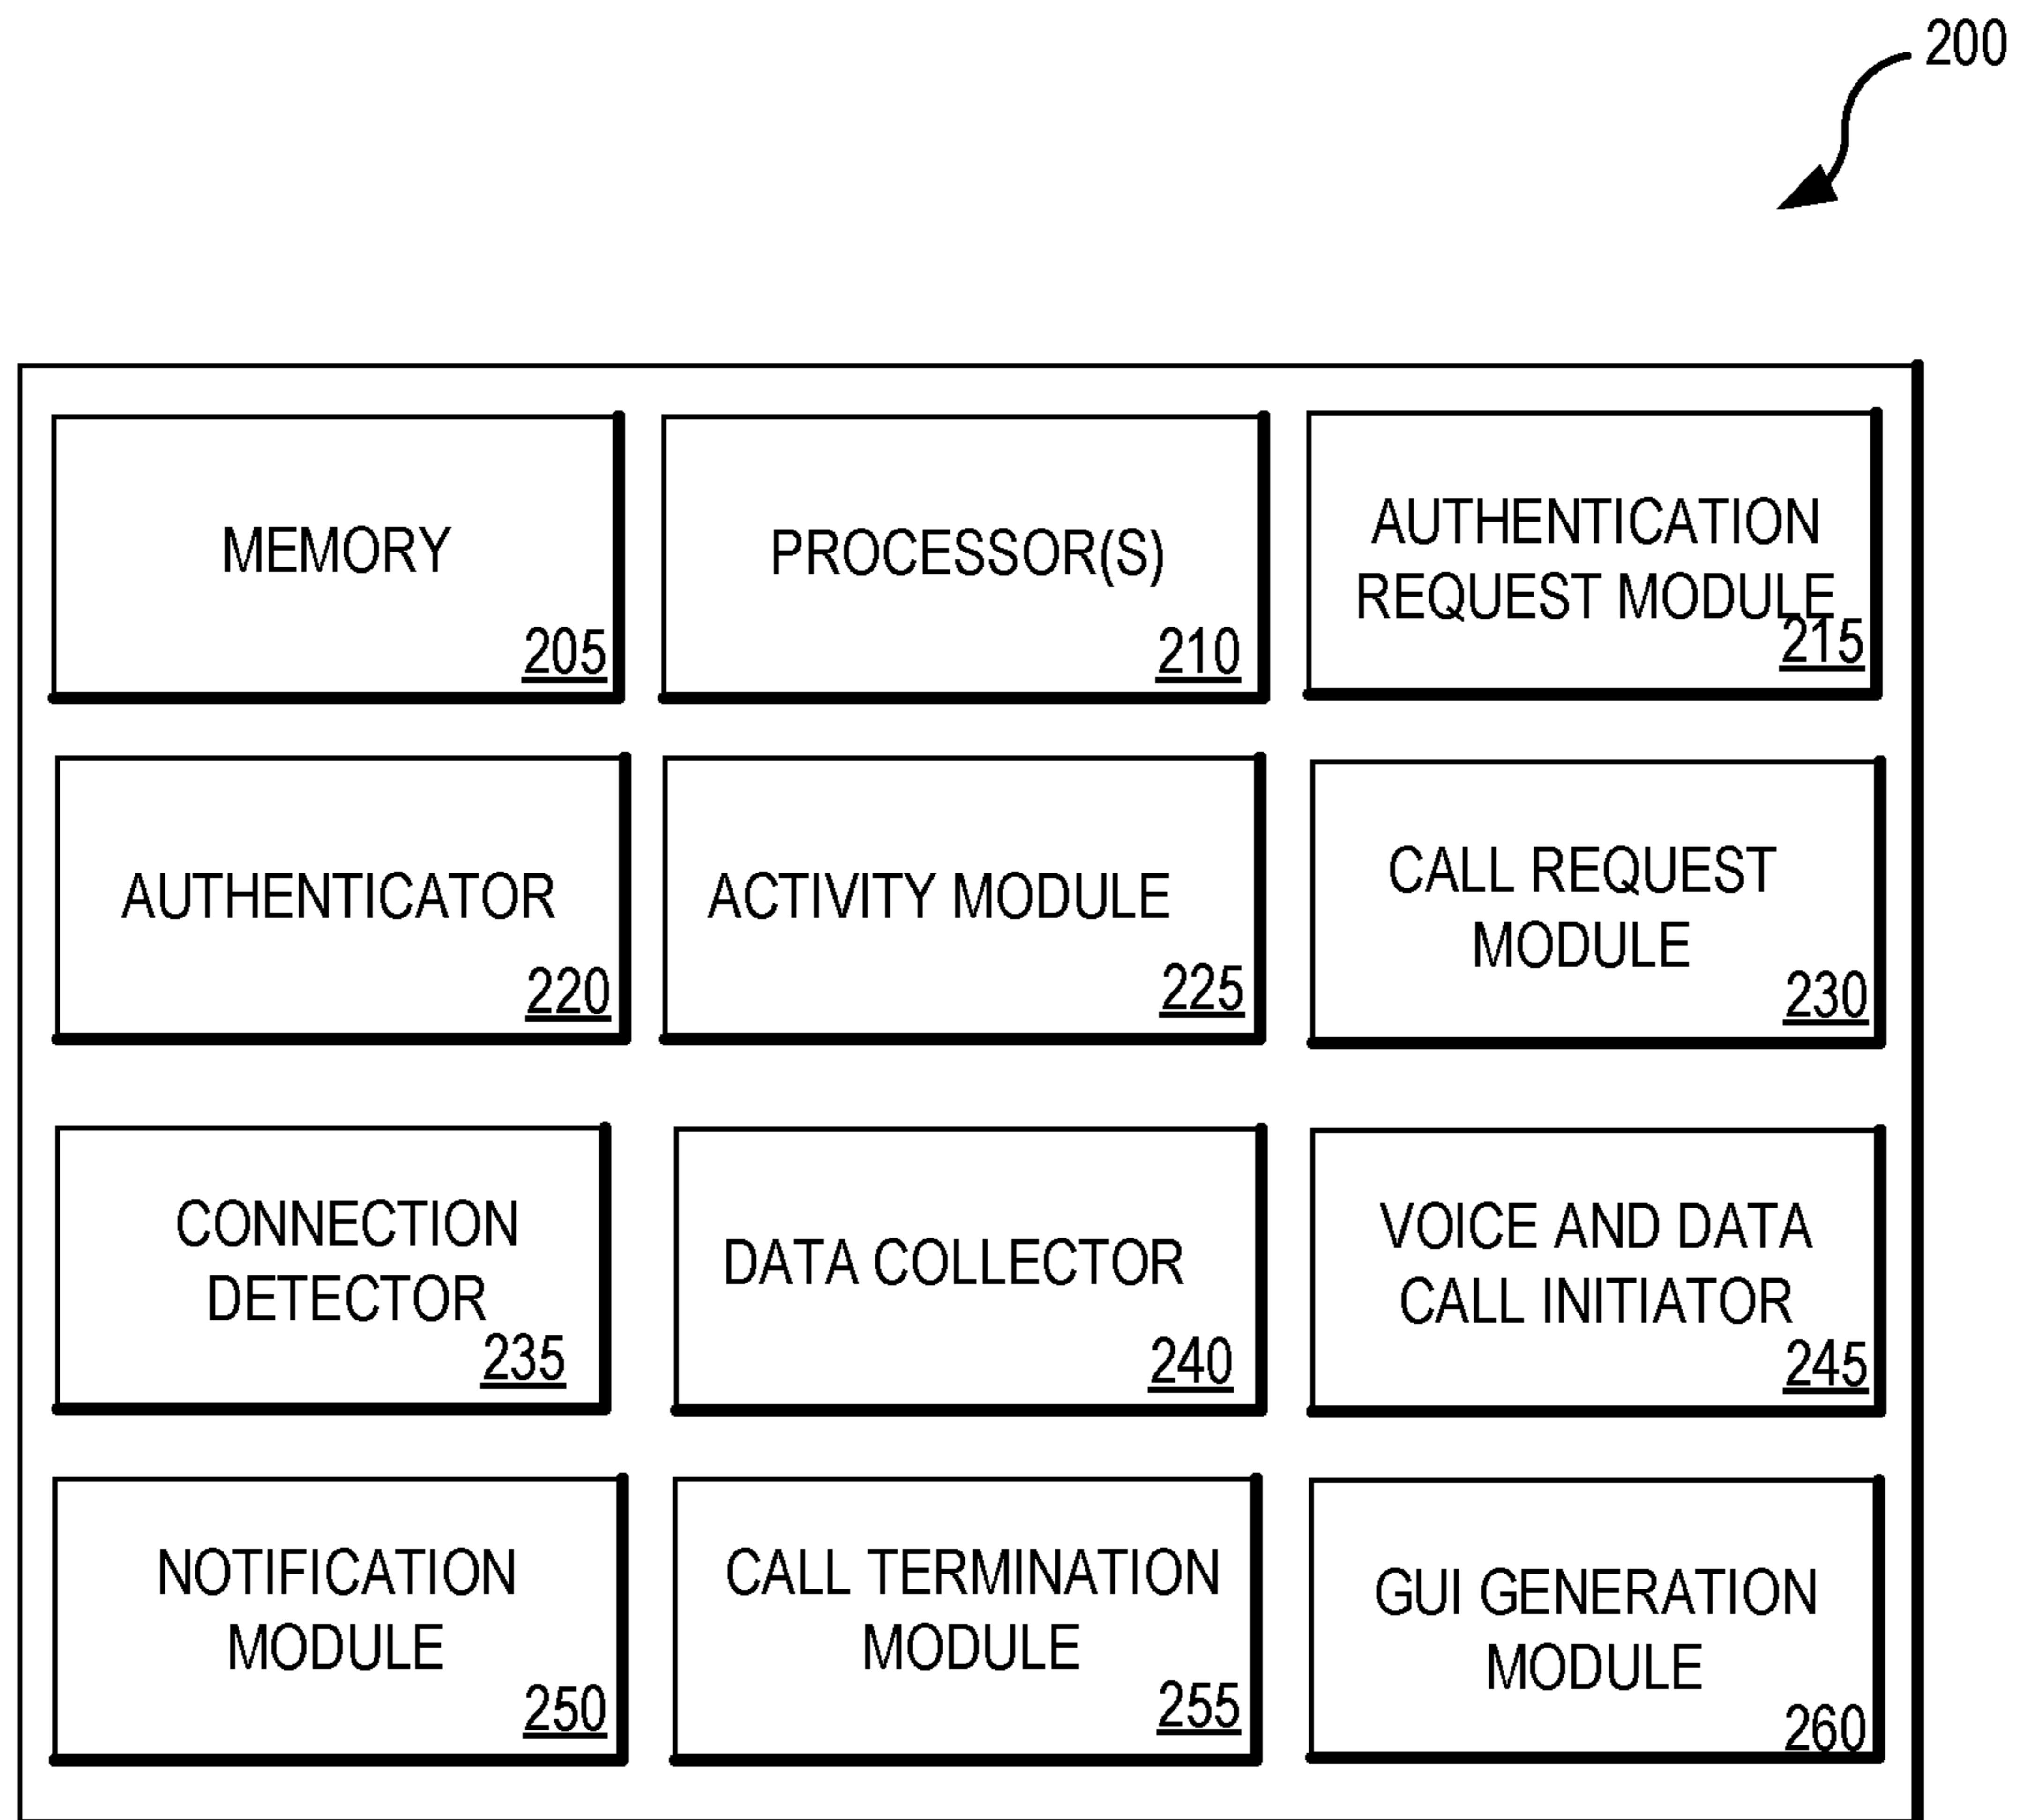 200
MEMORY
205
PROCESSOR(S)
210
AUTHENTICATION
REQUEST MODULE
215
AUTHENTICATOR
220
ACTIVITY MODULE
225
CALL REQUEST
MODULE
230
CONNECTION
DETECTOR
235
DATA COLLECTOR
240
VOICE AND DATA
CALL INITIATOR
245
NOTIFICATION
MODULE
250
CALL TERMINATION
MODULE
255
GUI GENERATION
MODULE
260